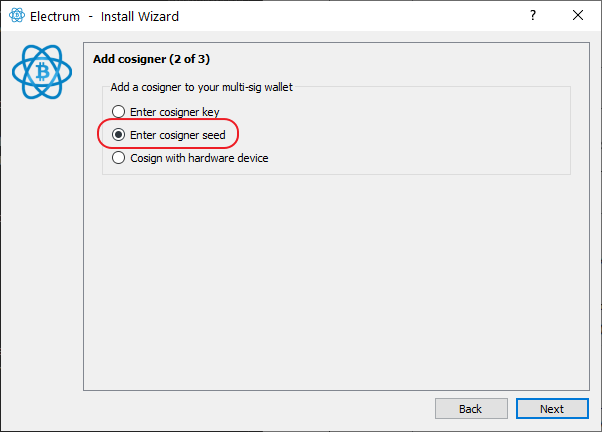 Electrum - Install Wizard
?
Add cosigner (2 of 3)
Add a cosigner to your multi-sig wallet
Enter cosigner key
Enter cosigner seed
Cosign with hardware device
Back
Next